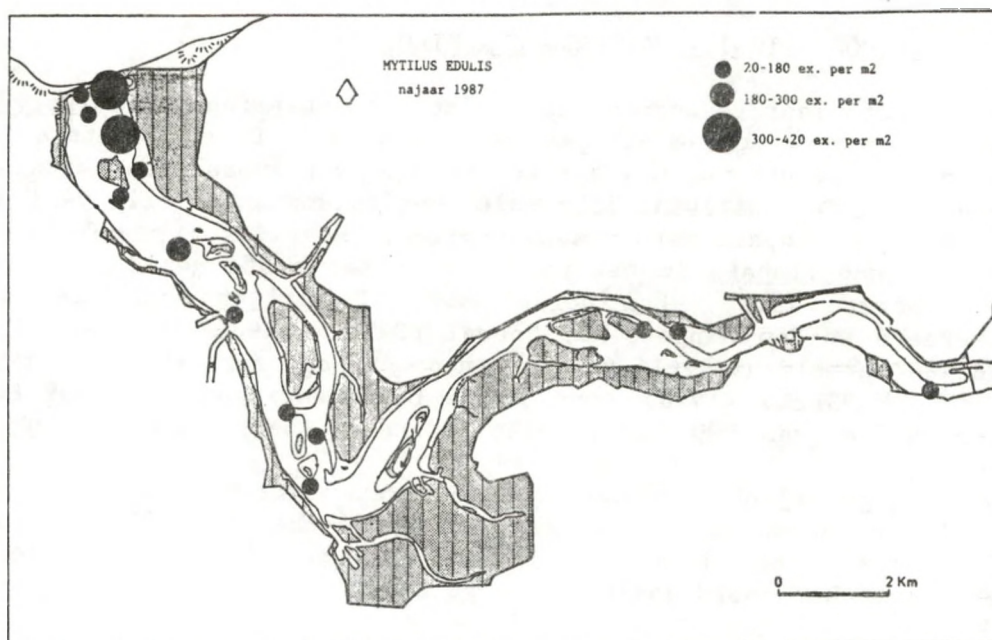 MYTILUS EDULIS
najaar 1987
20-180 ex. per m2
180-300 ex. per m2
300-420 ex. per m2
0 2 Km